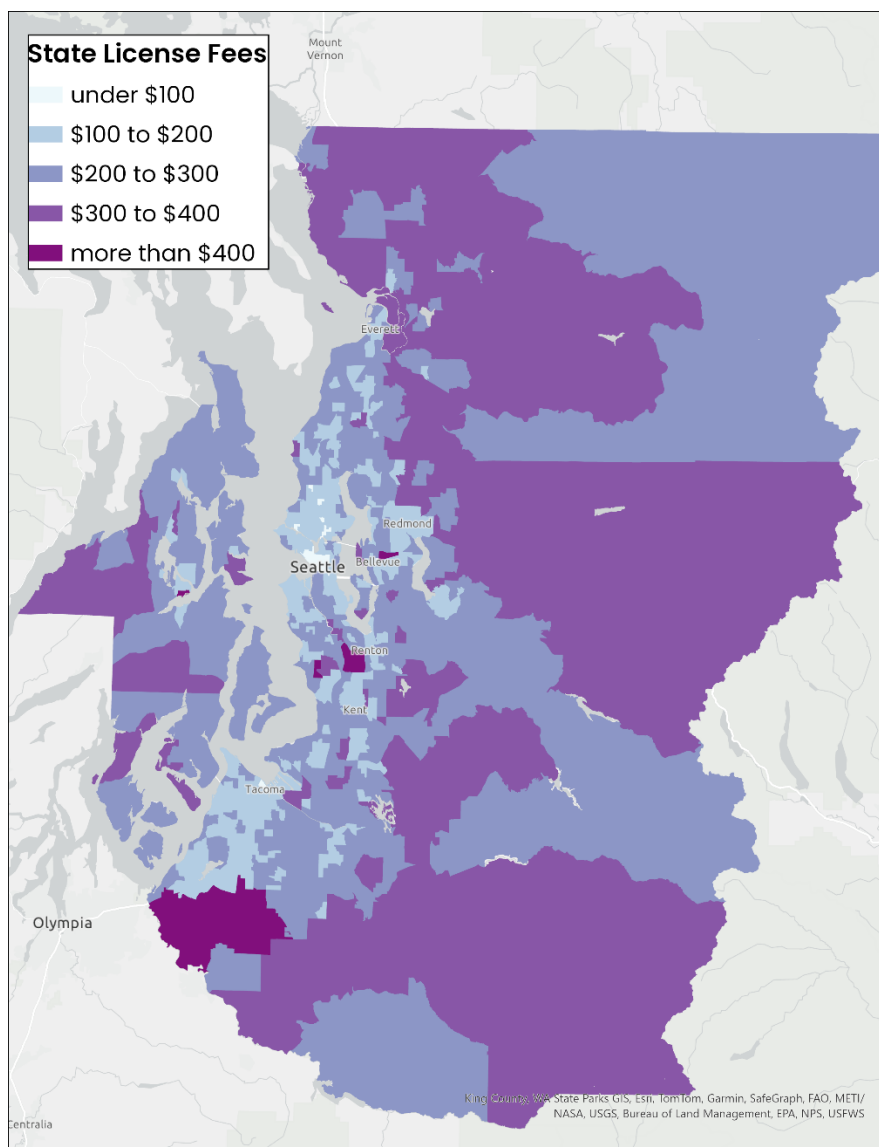 State License Fees
under $100
$100 to $200
$200 to $300
$300 to $400
more than $400
Mount
Vernon
Everett
Redmond
Bellevue
Seattle
Renton
Kent
Tacoma
Olympia
King County, WA State Parks GIS, Esri, TomTom, Garmin, SafeGraph, FAO, METI/
NASA, USGS, Bureau of Land Management, EPA, NPS, USFWS
Centralia